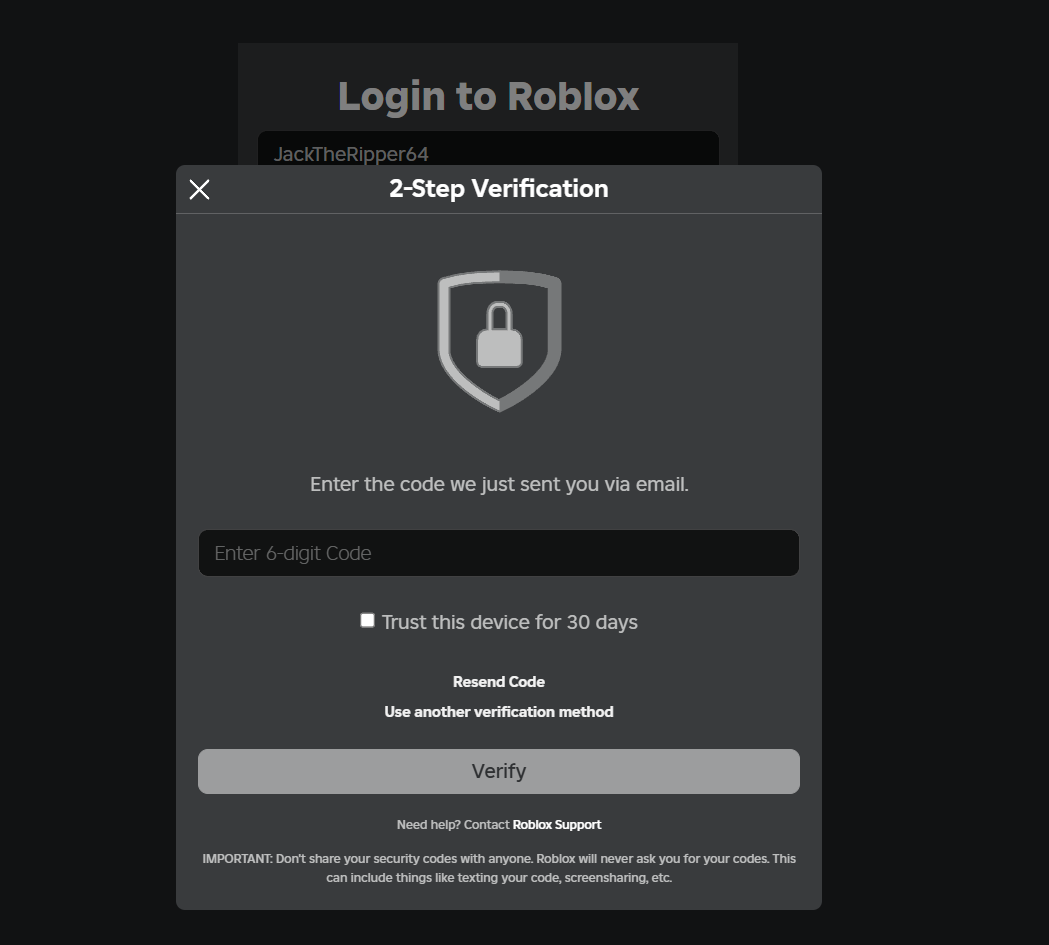 Login to Roblox
JackTheRipper64
2-Step Verification
Enter the code we just sent you via email.
Enter 6-digit Code
Trust this device for 30 days
Resend Code
Use another verification method
Verify
Need help? Contact Roblox Support
IMPORTANT: Don't share your security codes with anyone. Roblox will never ask you for your codes. This
can include things like texting your code, screensharing, etc.